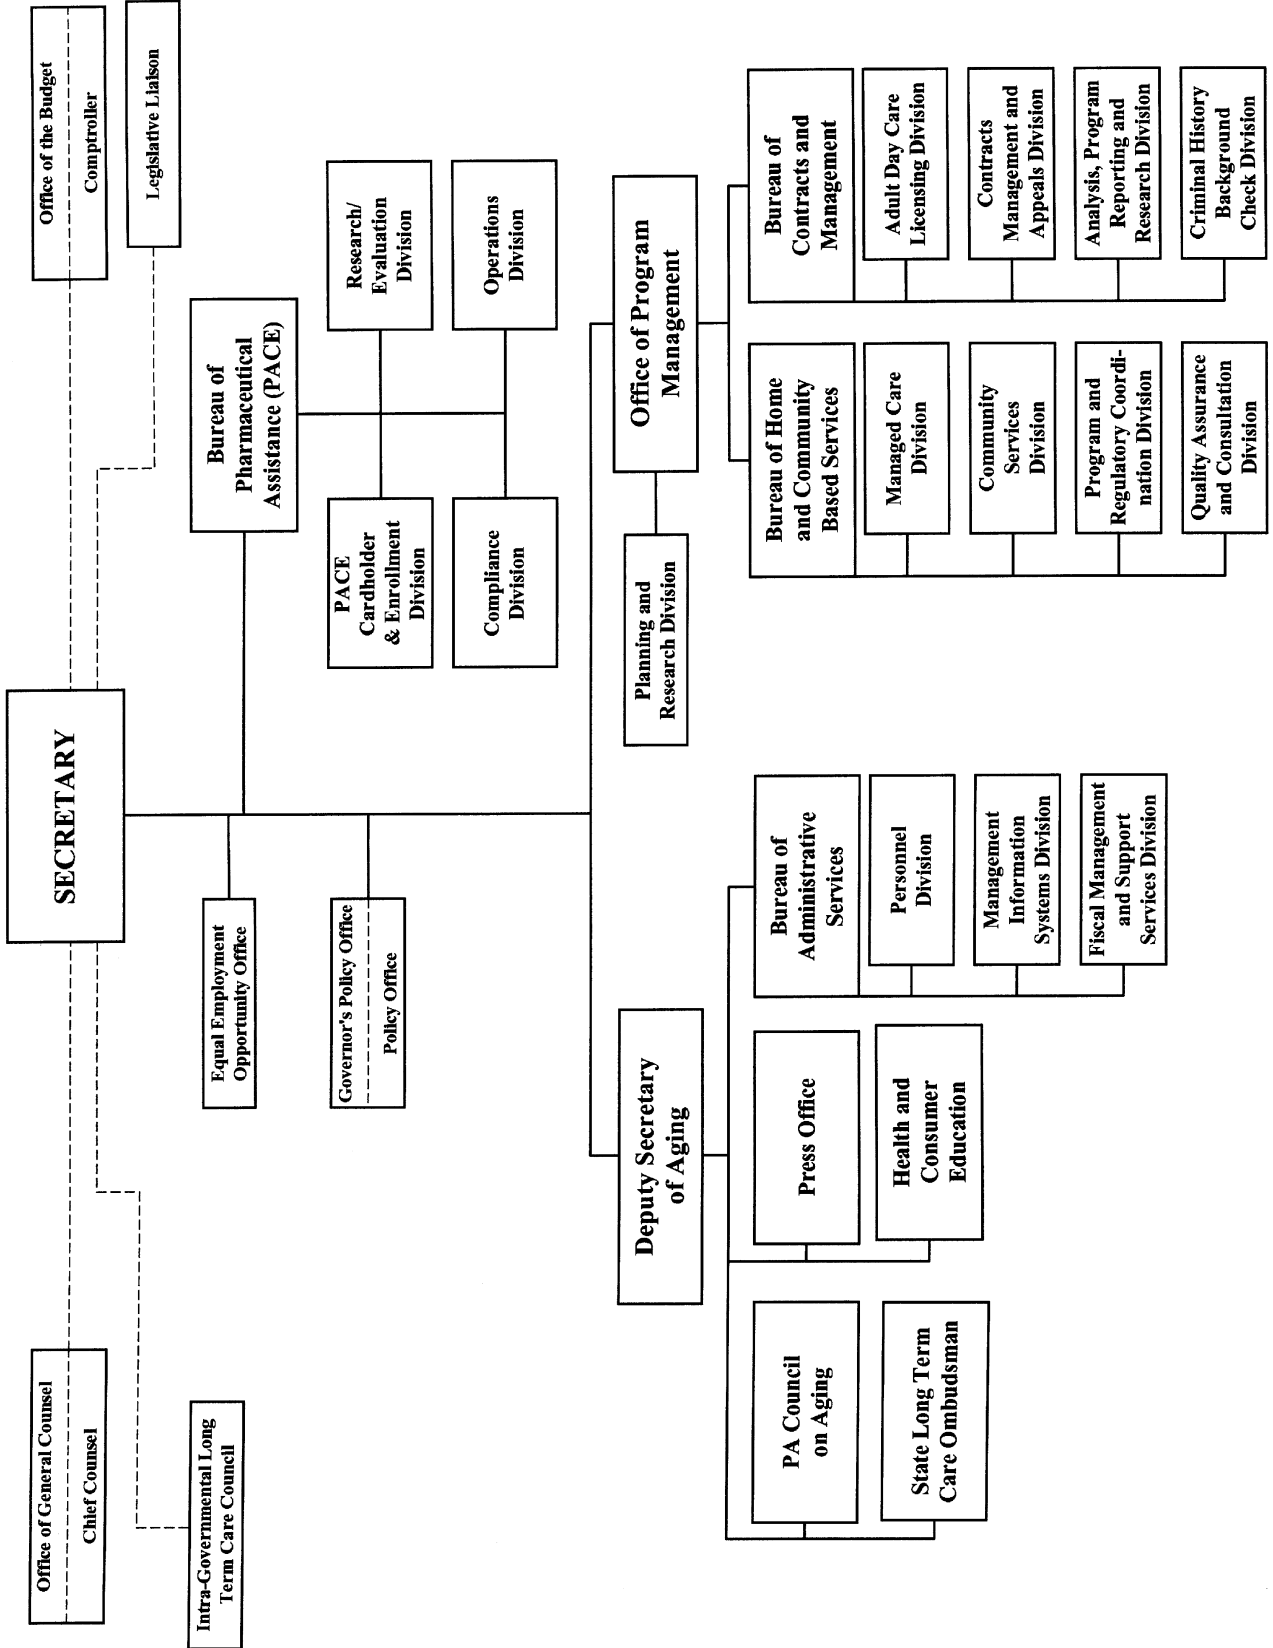 SECRETARY
Office of General Counsel
Chief Counsel
Office of the Budget
Comptroller
Intra-Governmental Long
Term Care Council
Legislative Liaison
Equal Employment
Opportunity Office
Bureau of
Pharmaceutical
Assistance (PACE)
Governor's Policy Office
Policy Office
PACE
Cardholder
& Enrollment
Division
Research/
Evaluation
Division
Compliance
Division
Operations
Division
Deputy Secretary
of Aging
Office of Program
Management
Planning and
Research Division
PA Council
on Aging
State Long Term
Care Ombudsman
Press Office
Health and
Consumer
Education
Bureau of
Administrative
Services
Personnel
Division
Management
Information
Systems Division
Fiscal Management
and Support
Services Division
Bureau of Home
and Community
Based Services
Managed Care
Division
Community
Services
Division
Program and
Regulatory Coordi-
nation Division
Quality Assurance
and Consultation
Division
Bureau of
Contracts and
Management
Adult Day Care
Licensing Division
Contracts
Management and
Appeals Division
Analysis, Program
Reporting and
Research Division
Criminal History
Background
Check Division